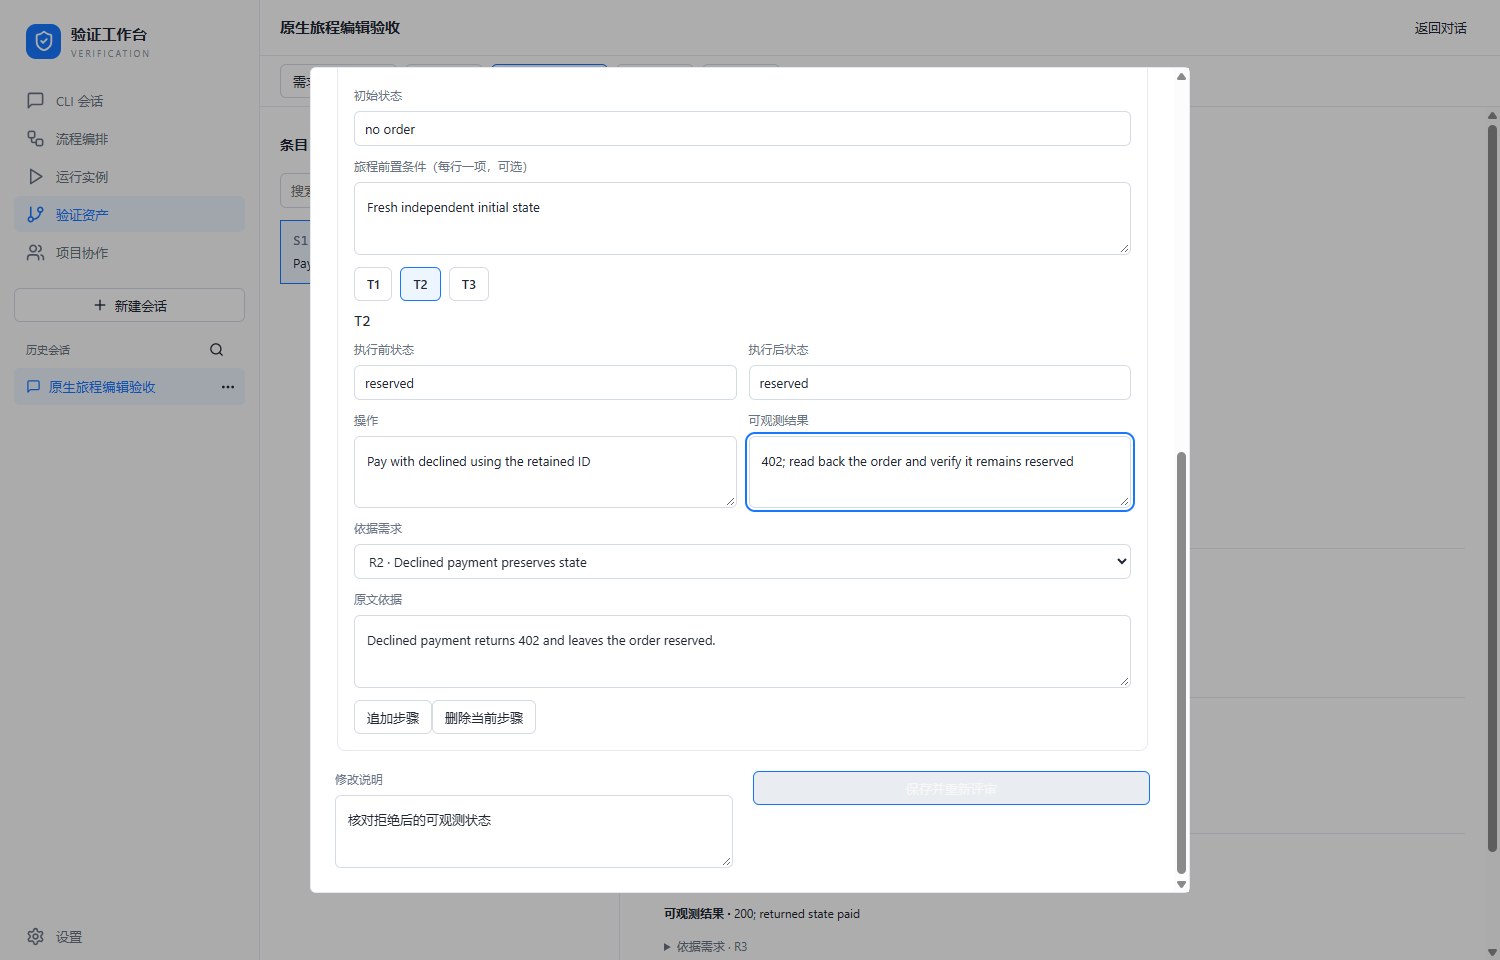 验证工作台
VERIFICATION
CLI 会话
流程编排
运行实例
验证资产
项目协作
新建会话
历史会话
原生旅程编辑验收
设置
原生旅程编辑验收
返回对话
条目
S1
初始状态
no order
旅程前置条件（每行一项，可选）
Fresh independent initial state
T1 T2 T3
T2
执行前状态 执行后状态
reserved reserved
操作 可观测结果
Pay with declined using the retained ID 402; read back the order and verify it remains reserved
依据需求
R2 · Declined payment preserves state
原文依据
Declined payment returns 402 and leaves the order reserved.
追加步骤 删除当前步骤
修改说明 保存并重新评审
核对拒绝后的可观测状态
可观测结果 · 200; returned state paid
依据需求 · R3